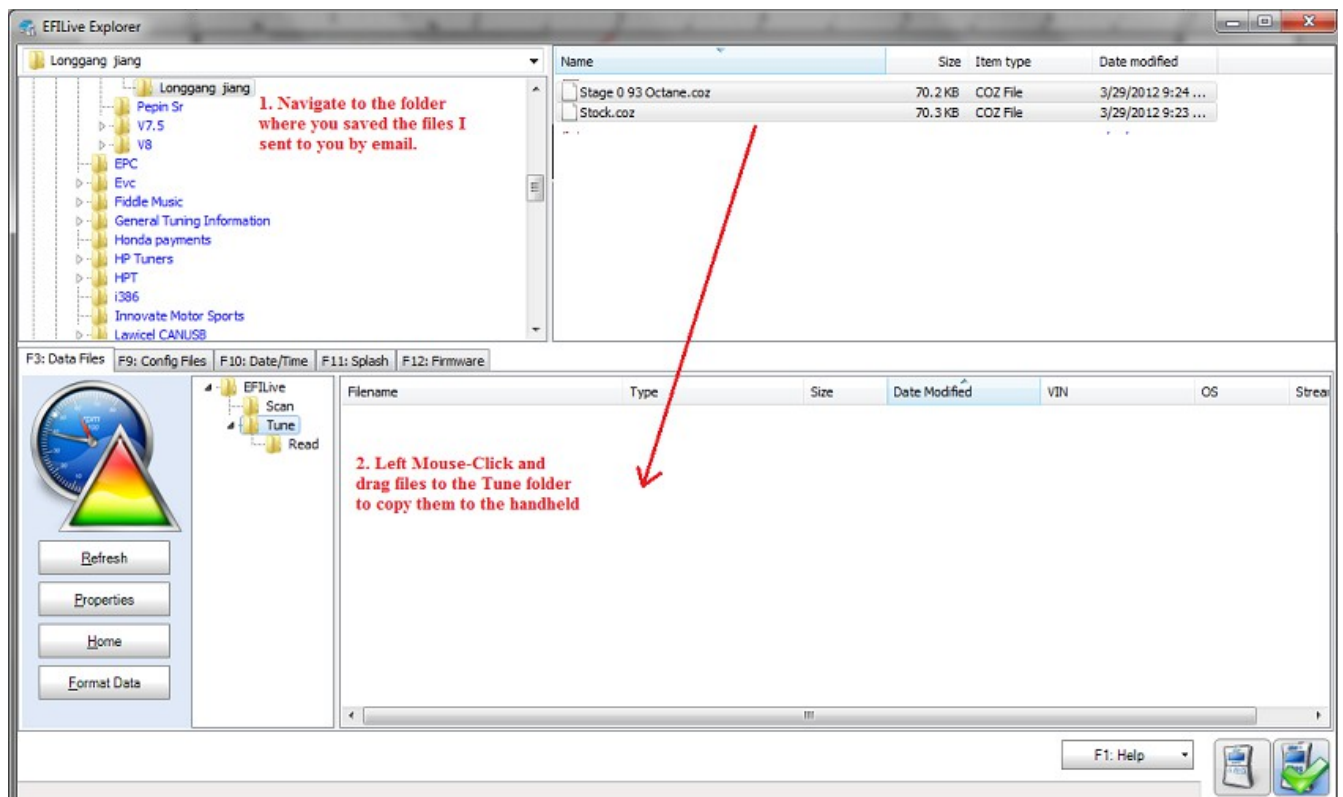 EFILive Explorer
Longgang jiang
Longgang jiang
Pepin Sr
V7.5
V8
EPC
Evc
Fiddle Music
General Tuning Information
Honda payments
HP Tuners
HPT
i386
Innovate Motor Sports
Lawicel CANUSB
1. Navigate to the folder
where you saved the files I
sent to you by email.
Name Size Item type Date modified
Stage 0 93 Octane.coz 70.2 KB COZ File 3/29/2012 9:24 ...
Stock.coz 70.3 KB COZ File 3/29/2012 9:23 ...
F3: Data Files F9: Config Files F10: Date/Time F11: Splash F12: Firmware
EFILive
Scan
Tune
Read
Filename Type Size Date Modified VIN OS Strea
2. Left Mouse-Click and
drag files to the Tune folder
to copy them to the handheld
rpm
Refresh
Properties
Home
Format Data
F1: Help